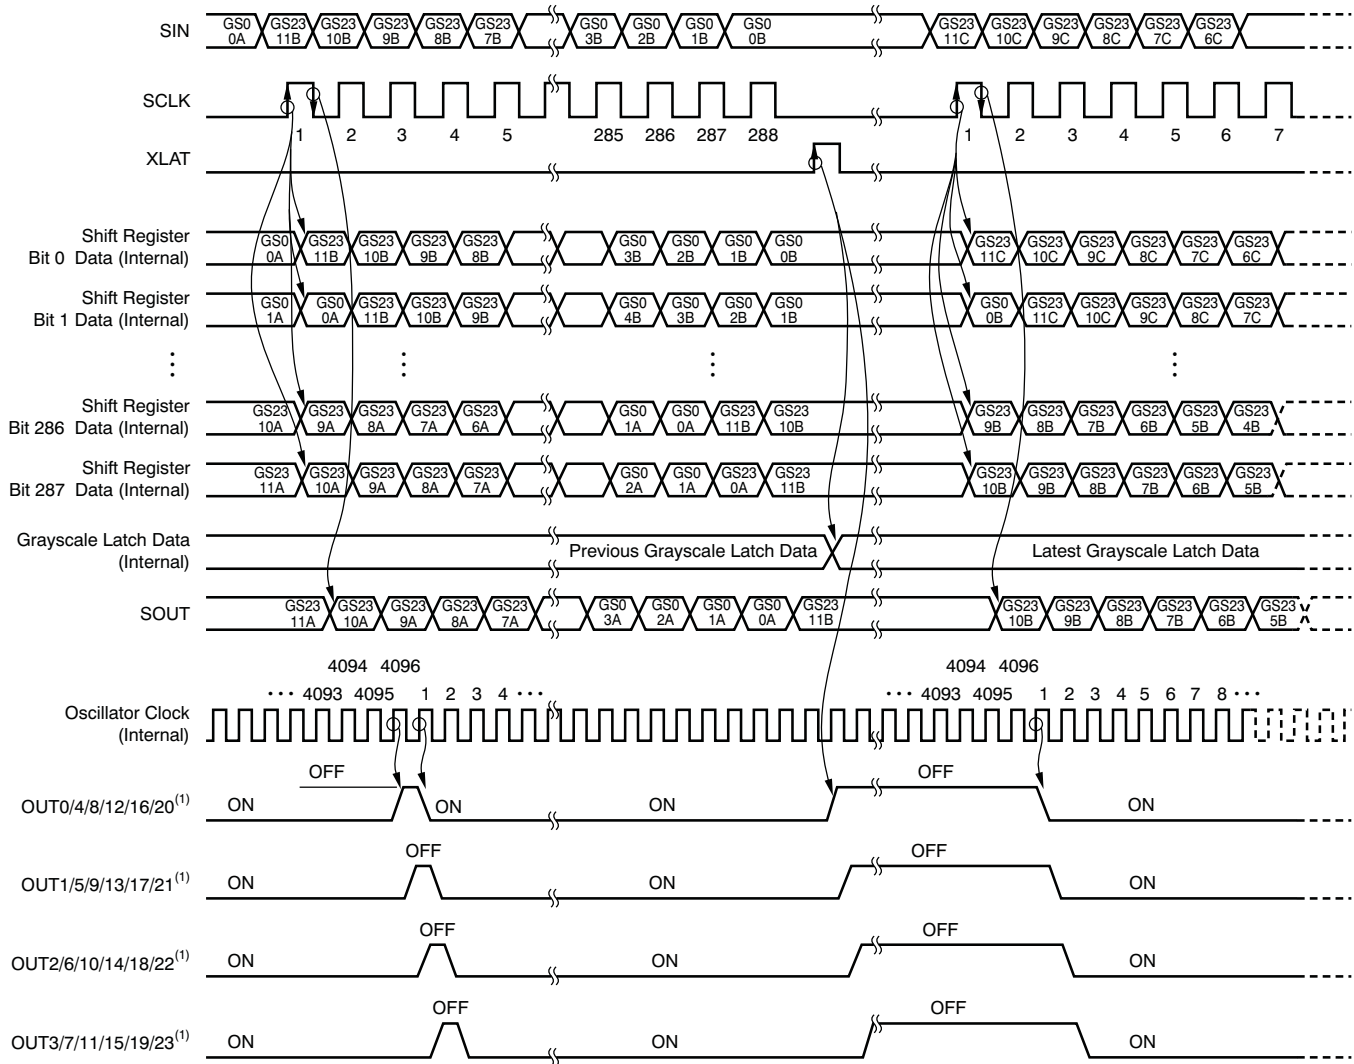 SIN
GS0 GS23 GS23 GS23 GS23 GS23 GS0 GS0 GS0 GS0 GS23 GS23 GS23 GS23 GS23 GS23
0A 11B 10B 9B 8B 7B 3B 2B 1B 0B 11C 10C 9C 8C 7C 6C
SCLK
1 2 3 4 5 285 286 287 288 1 2 3 4 5 6 7
XLAT
Shift Register
Bit 0 Data (Internal)
GS0 GS23 GS23 GS23 GS23 GS0 GS0 GS0 GS0 GS23 GS23 GS23 GS23 GS23 GS23
0A 11B 10B 9B 8B 3B 2B 1B 0B 11C 10C 9C 8C 7C 6C
Shift Register
Bit 1 Data (Internal)
GS0 GS0 GS23 GS23 GS23 GS0 GS0 GS0 GS0 GS0 GS23 GS23 GS23 GS23 GS23
1A 0A 11B 10B 9B 4B 3B 2B 1B 0B 11C 10C 9C 8C 7C
Shift Register
Bit 286 Data (Internal)
GS23 GS23 GS23 GS23 GS23 GS0 GS0 GS23 GS23 GS23 GS23 GS23 GS23 GS23 GS23
10A 9A 8A 7A 6A 1A 0A 11B 10B 9B 8B 7B 6B 5B 4B
Shift Register
Bit 287 Data (Internal)
GS23 GS23 GS23 GS23 GS23 GS0 GS0 GS23 GS23 GS23 GS23 GS23 GS23 GS23 GS23
11A 10A 9A 8A 7A 2A 1A 0A 11B 10B 9B 8B 7B 6B 5B
Grayscale Latch Data
(Internal)
Previous Grayscale Latch Data Latest Grayscale Latch Data
SOUT
GS23 GS23 GS23 GS23 GS23 GS0 GS0 GS0 GS0 GS23 GS23 GS23 GS23 GS23 GS23 GS23
11A 10A 9A 8A 7A 3A 2A 1A 0A 11B 10B 9B 8B 7B 6B 5B
4094 4096 4094 4096
··· 4093 4095 1 2 3 4 ··· ··· 4093 4095 1 2 3 4 5 6 7 8 ···
Oscillator Clock
(Internal)
OFF OFF
OUT0/4/8/12/16/20(1) ON ON ON ON
OFF OFF
OUT1/5/9/13/17/21(1) ON ON ON
OFF OFF
OUT2/6/10/14/18/22(1) ON ON ON
OFF OFF
OUT3/7/11/15/19/23(1) ON ON ON